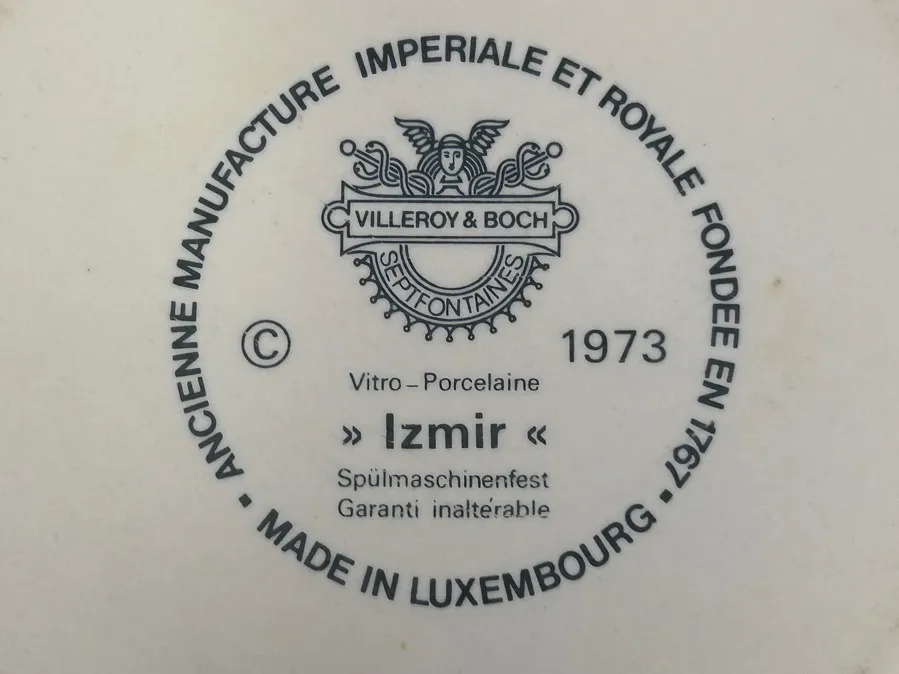 ANCIENNE MANUFACTURE IMPERIALE ET ROYALE FONDEE EN 1767 •
VILLEROY & BOCH
SEPTFONTAINES
© 1973
Vitro – Porcelaine
» Izmir «
Spülmaschinenfest
Garanti inaltérable
MADE IN LUXEMBOURG •